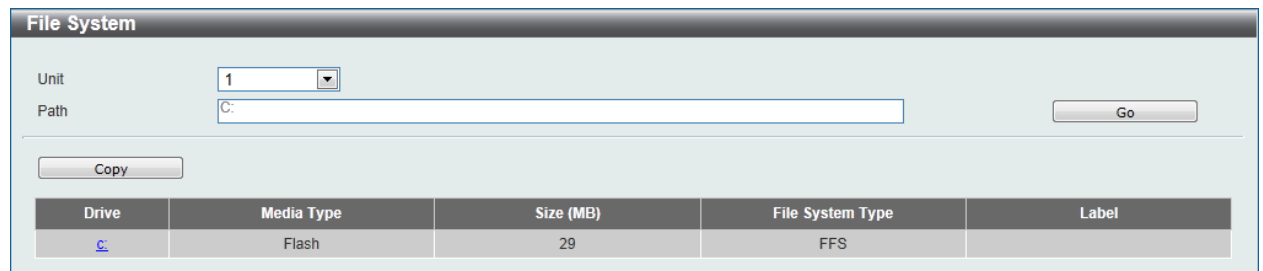 File System
Unit 1
Path C: Go
Copy
Drive Media Type Size (MB) File System Type Label
c: Flash 29 FFS